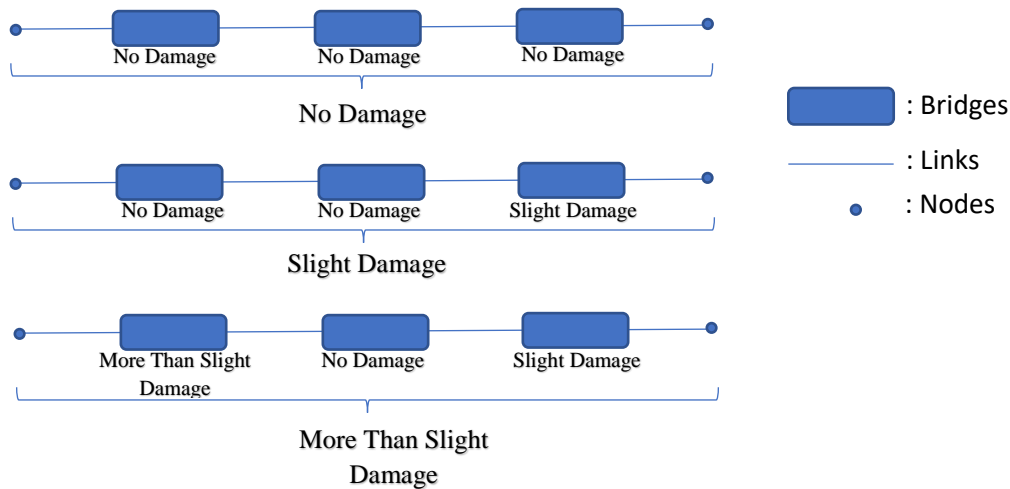 No Damage No Damage No Damage
No Damage
: Bridges
: Links
: Nodes
No Damage No Damage Slight Damage
Slight Damage
More Than Slight
Damage
No Damage
Slight Damage
More Than Slight
Damage